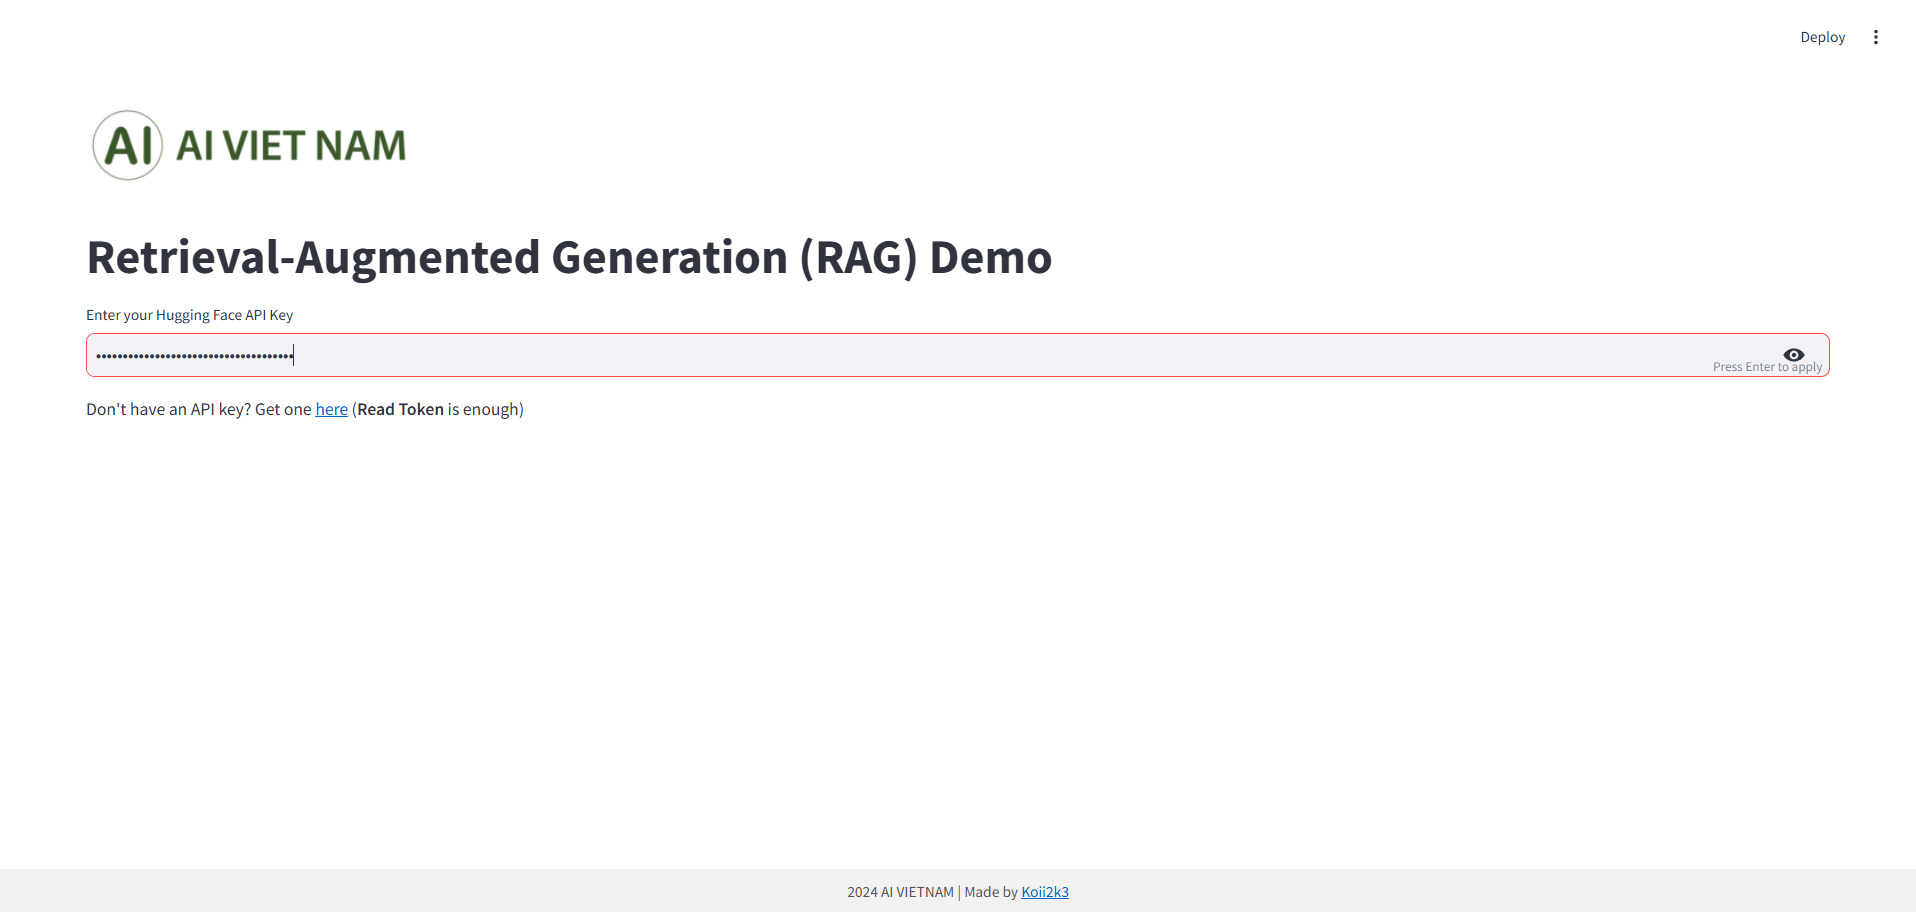 Deploy
AI AI VIET NAM
Retrieval-Augmented Generation (RAG) Demo
Enter your Hugging Face API Key
•••••••••••••••••••••••••••••••••••••
Press Enter to apply
Don't have an API key? Get one here (Read Token is enough)
2024 AI VIETNAM | Made by Koii2k3